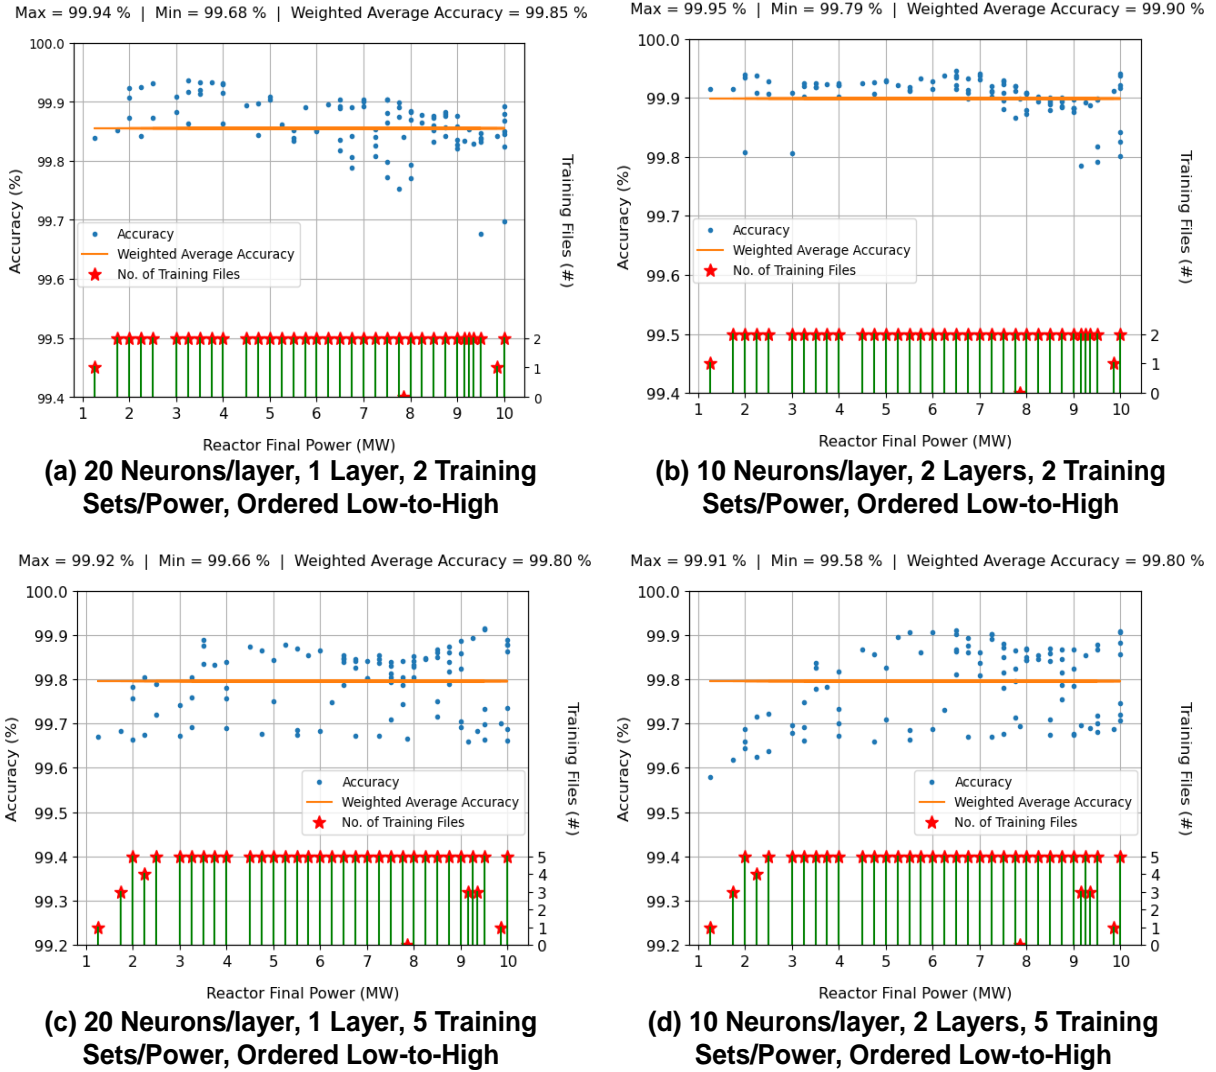 Max = 99.94 % | Min = 99.68 % | Weighted Average Accuracy = 99.85 %
100.0
99.9
99.8
99.7
99.6
99.5
99.4
Accuracy (%)
Accuracy
Weighted Average Accuracy
No. of Training Files
2
1
0
Training Files (#)
1 2 3 4 5 6 7 8 9 10
Reactor Final Power (MW)
(a) 20 Neurons/layer, 1 Layer, 2 Training
Sets/Power, Ordered Low-to-High
Max = 99.95 % | Min = 99.79 % | Weighted Average Accuracy = 99.90 %
100.0
99.9
99.8
99.7
99.6
99.5
99.4
Accuracy (%)
Accuracy
Weighted Average Accuracy
No. of Training Files
2
1
0
Training Files (#)
1 2 3 4 5 6 7 8 9 10
Reactor Final Power (MW)
(b) 10 Neurons/layer, 2 Layers, 2 Training
Sets/Power, Ordered Low-to-High
Max = 99.92 % | Min = 99.66 % | Weighted Average Accuracy = 99.80 %
100.0
99.9
99.8
99.7
99.6
99.5
99.4
99.3
99.2
Accuracy (%)
Accuracy
Weighted Average Accuracy
No. of Training Files
5
4
3
2
1
0
Training Files (#)
1 2 3 4 5 6 7 8 9 10
Reactor Final Power (MW)
(c) 20 Neurons/layer, 1 Layer, 5 Training
Sets/Power, Ordered Low-to-High
Max = 99.91 % | Min = 99.58 % | Weighted Average Accuracy = 99.80 %
100.0
99.9
99.8
99.7
99.6
99.5
99.4
99.3
99.2
Accuracy (%)
Accuracy
Weighted Average Accuracy
No. of Training Files
5
4
3
2
1
0
Training Files (#)
1 2 3 4 5 6 7 8 9 10
Reactor Final Power (MW)
(d) 10 Neurons/layer, 2 Layers, 5 Training
Sets/Power, Ordered Low-to-High